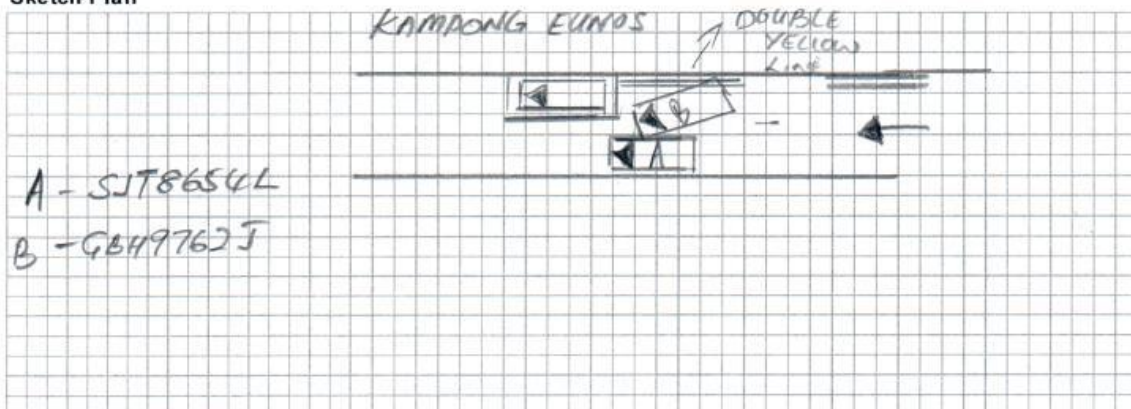 Sketch Plan
KAMPONG EUNOS
DOUBLE
YELLOW
Line
B
A
A - SJT8654L
B - GBH9762J